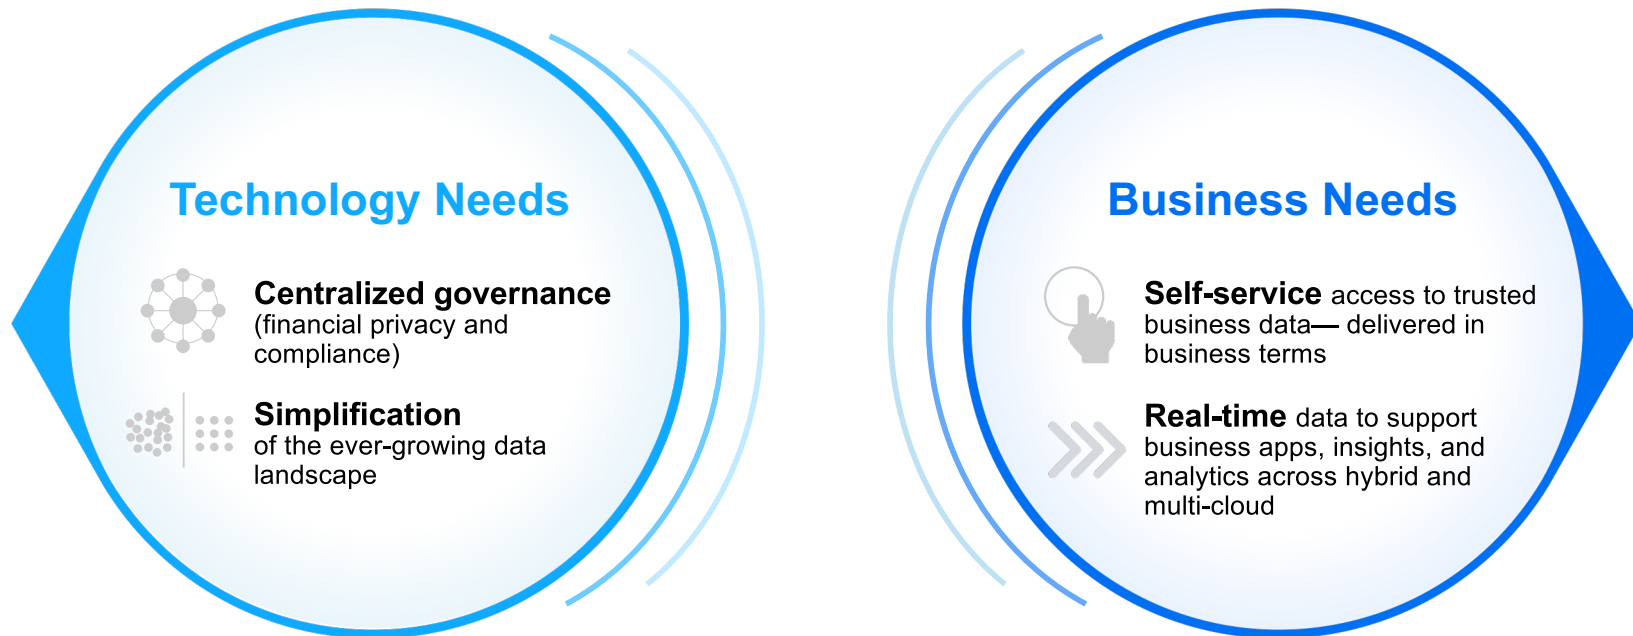 Technology Needs
Centralized governance
(financial privacy and
compliance)
Simplification
of the ever-growing data
landscape
Business Needs
Self-service access to trusted
business data— delivered in
business terms
Real-time data to support
business apps, insights, and
analytics across hybrid and
multi-cloud